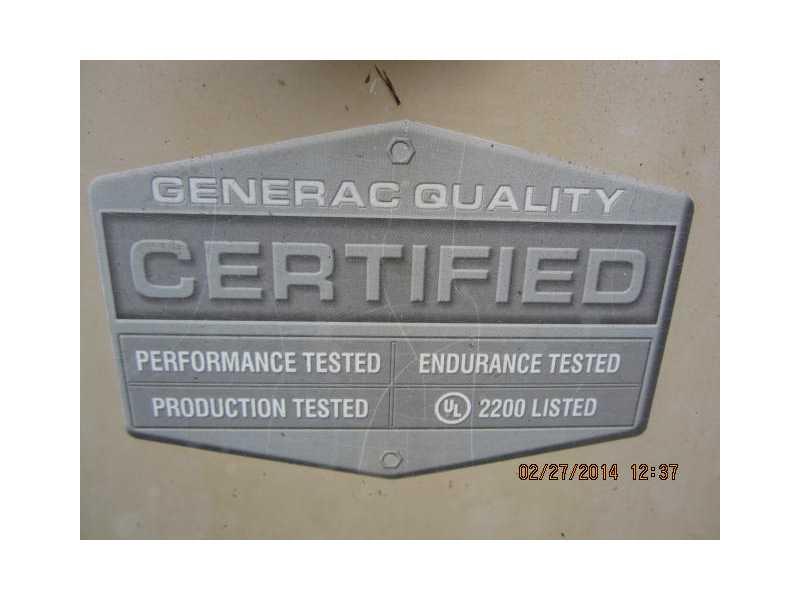 GENERAC QUALITY
CERTIFIED
PERFORMANCE TESTED
ENDURANCE TESTED
PRODUCTION TESTED
UL 2200 LISTED
02/27/2014 12:37